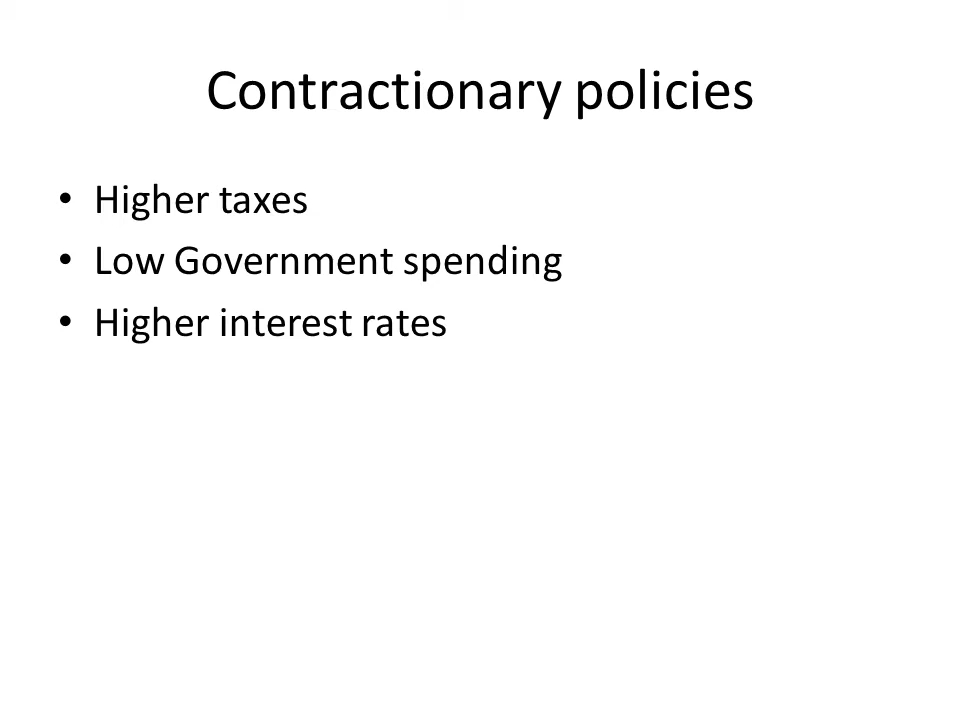 Contractionary policies
• Higher taxes
• Low Government spending
• Higher interest rates